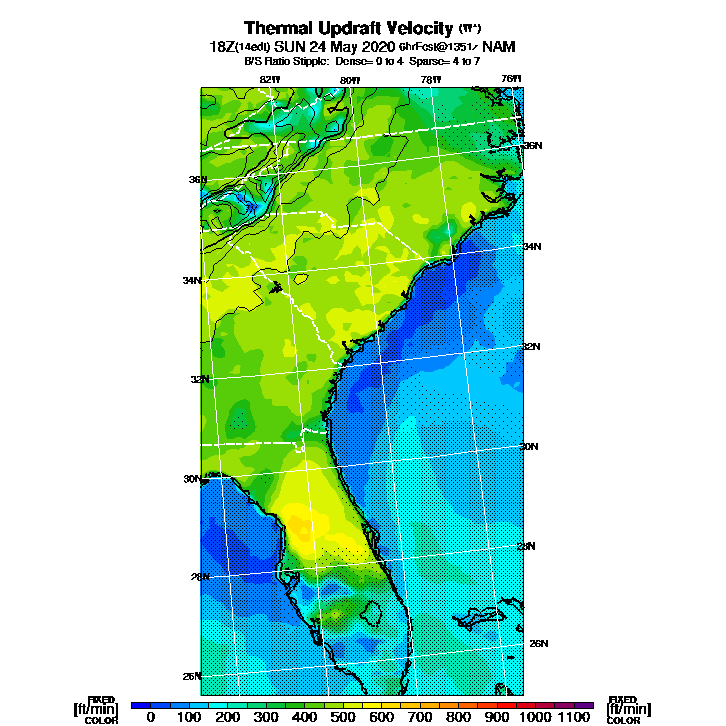 Thermal Updraft Velocity (W*)
18Z(14edt) SUN 24 May 2020 6hrFcst@1351z NAM
B/S Ratio Stipple: Dense= 0 to 4 Sparse= 4 to 7
82W 80W 78W 76W
36N
36N
34N
34N
32N
32N
30N
30N
28N
28N
26N
26N
FIXED
[ft/min]
COLOR
0 100 200 300 400 500 600 700 800 900 1000 1100
FIXED
[ft/min]
COLOR